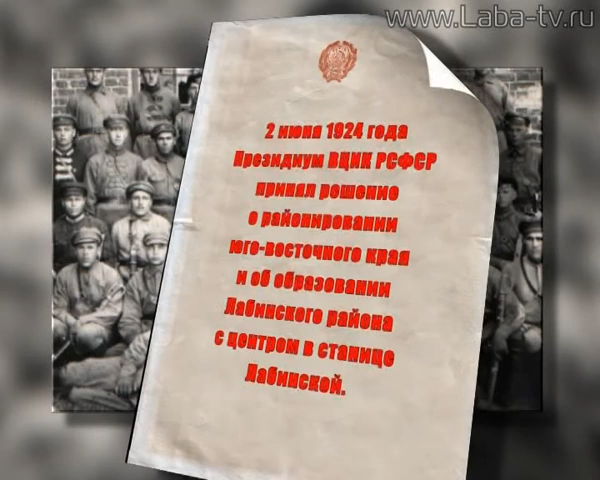 www.Laba-tv.ru
2 июня 1924 года
Президиум ВЦИК РСФСР
принял решение
о районировании
юго-восточного края
и об образовании
Лабинского района
с центром в станице
Лабинской.